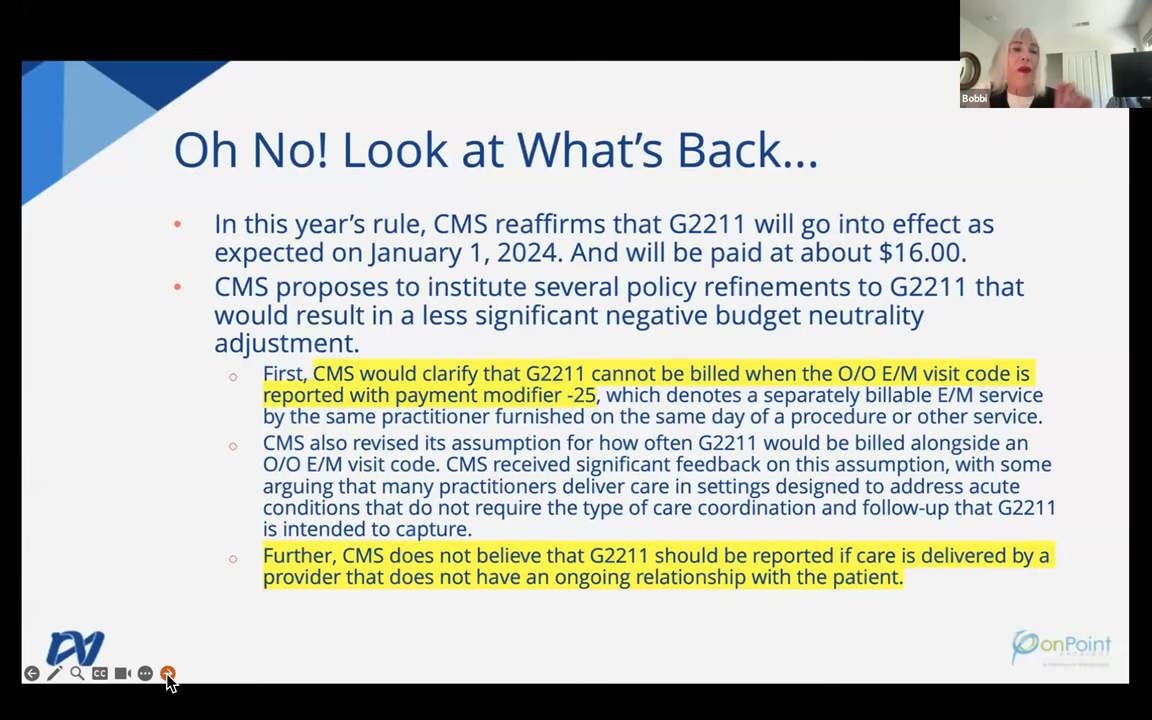 Bobbi
Oh No! Look at What's Back...
• In this year's rule, CMS reaffirms that G2211 will go into effect as
expected on January 1, 2024. And will be paid at about $16.00.
• CMS proposes to institute several policy refinements to G2211 that
would result in a less significant negative budget neutrality
adjustment.
○ First, CMS would clarify that G2211 cannot be billed when the O/O E/M visit code is
reported with payment modifier -25, which denotes a separately billable E/M service
by the same practitioner furnished on the same day of a procedure or other service.
○ CMS also revised its assumption for how often G2211 would be billed alongside an
O/O E/M visit code. CMS received significant feedback on this assumption, with some
arguing that many practitioners deliver care in settings designed to address acute
conditions that do not require the type of care coordination and follow-up that G2211
is intended to capture.
○ Further, CMS does not believe that G2211 should be reported if care is delivered by a
provider that does not have an ongoing relationship with the patient.
onPoint
CC